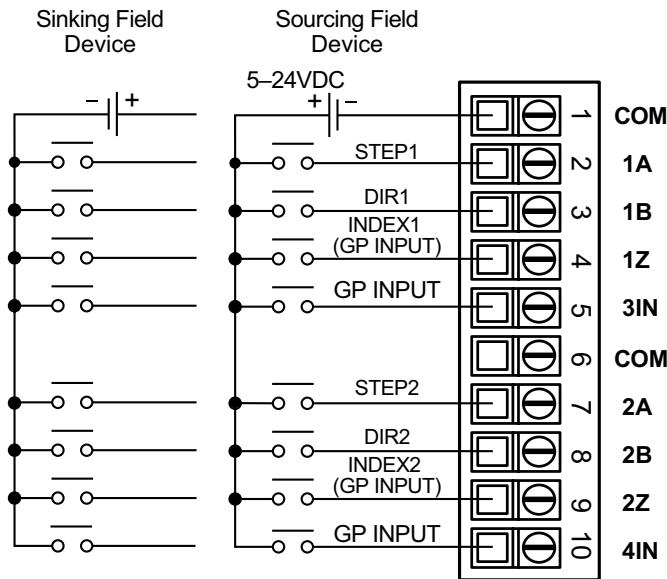 Sinking Field
Device
Sourcing Field
Device
5–24VDC
– +
+ –
1 COM
STEP1 2 1A
DIR1 3 1B
INDEX1
(GP INPUT) 4 1Z
GP INPUT 5 3IN
6 COM
STEP2 7 2A
DIR2 8 2B
INDEX2
(GP INPUT) 9 2Z
GP INPUT 10 4IN